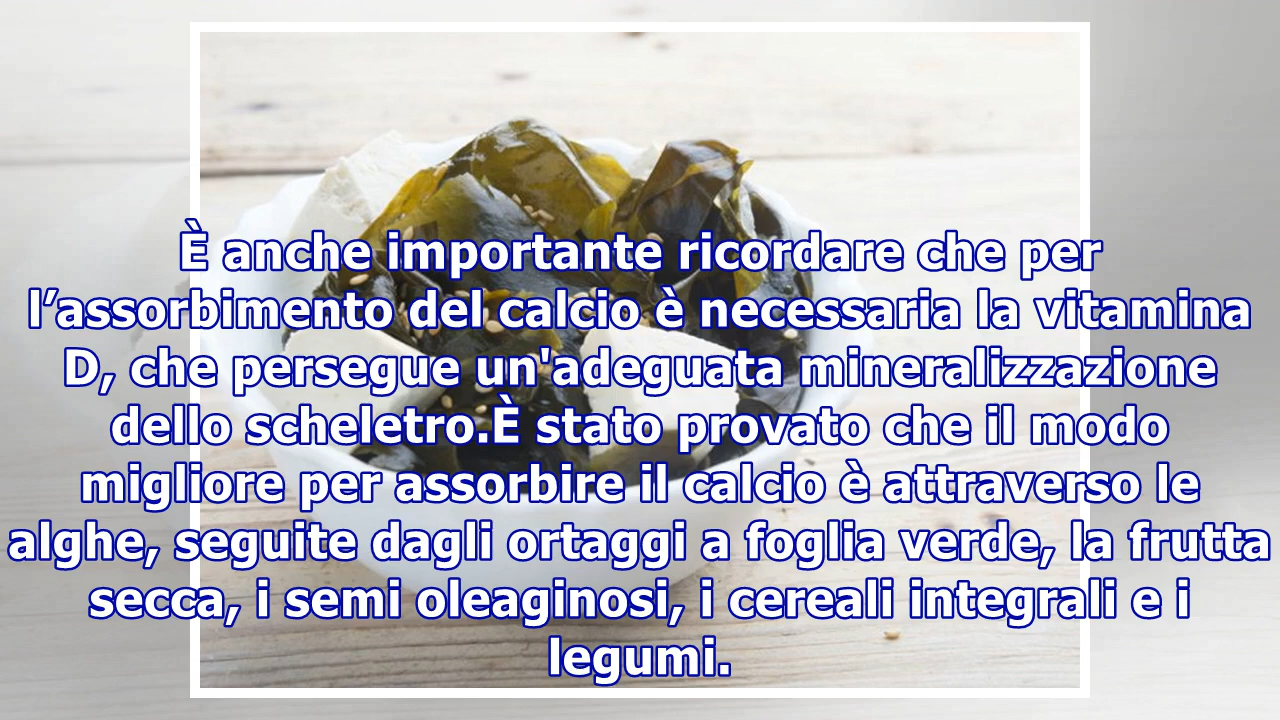 È anche importante ricordare che per
l’assorbimento del calcio è necessaria la vitamina
D, che persegue un'adeguata mineralizzazione
dello scheletro.È stato provato che il modo
migliore per assorbire il calcio è attraverso le
alghe, seguite dagli ortaggi a foglia verde, la frutta
secca, i semi oleaginosi, i cereali integrali e i
legumi.